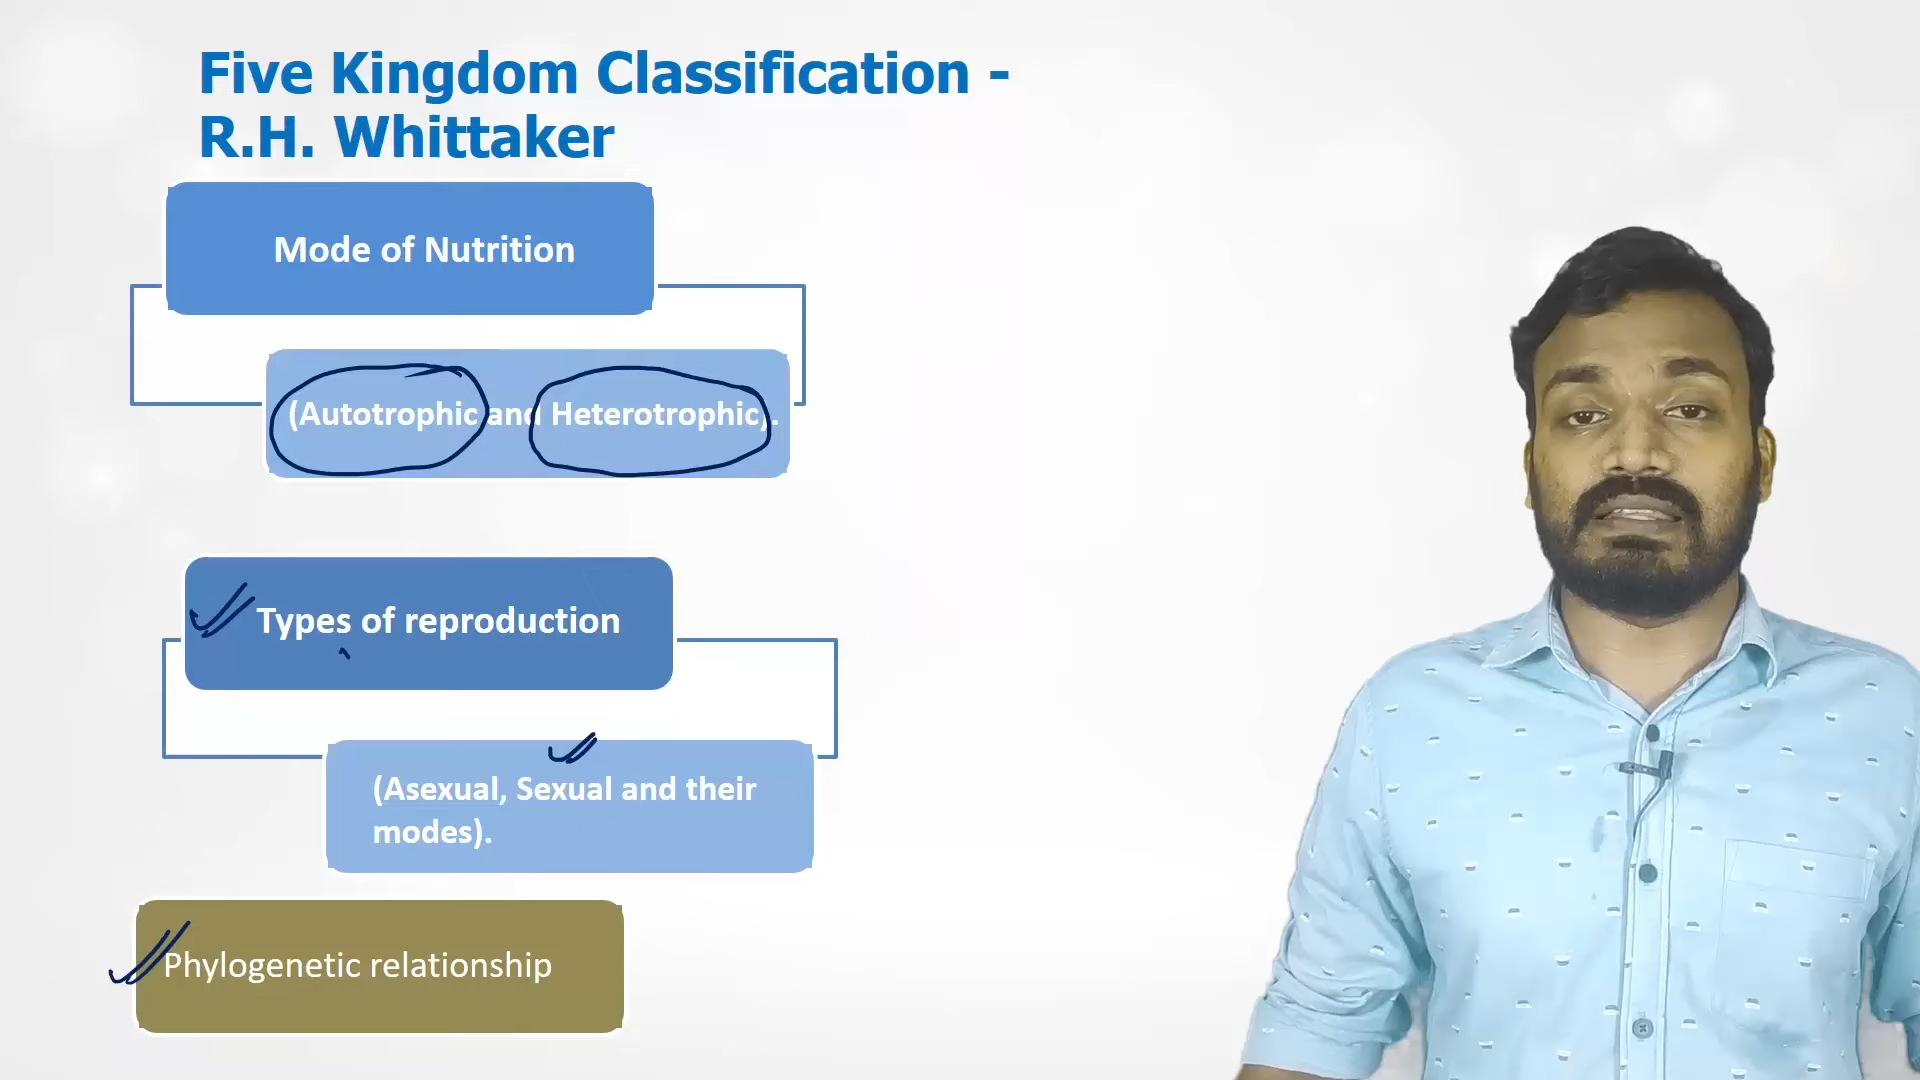 Five Kingdom Classification -
R.H. Whittaker
Mode of Nutrition
(Autotrophic and Heterotrophic).
Types of reproduction
(Asexual, Sexual and their
modes).
Phylogenetic relationship